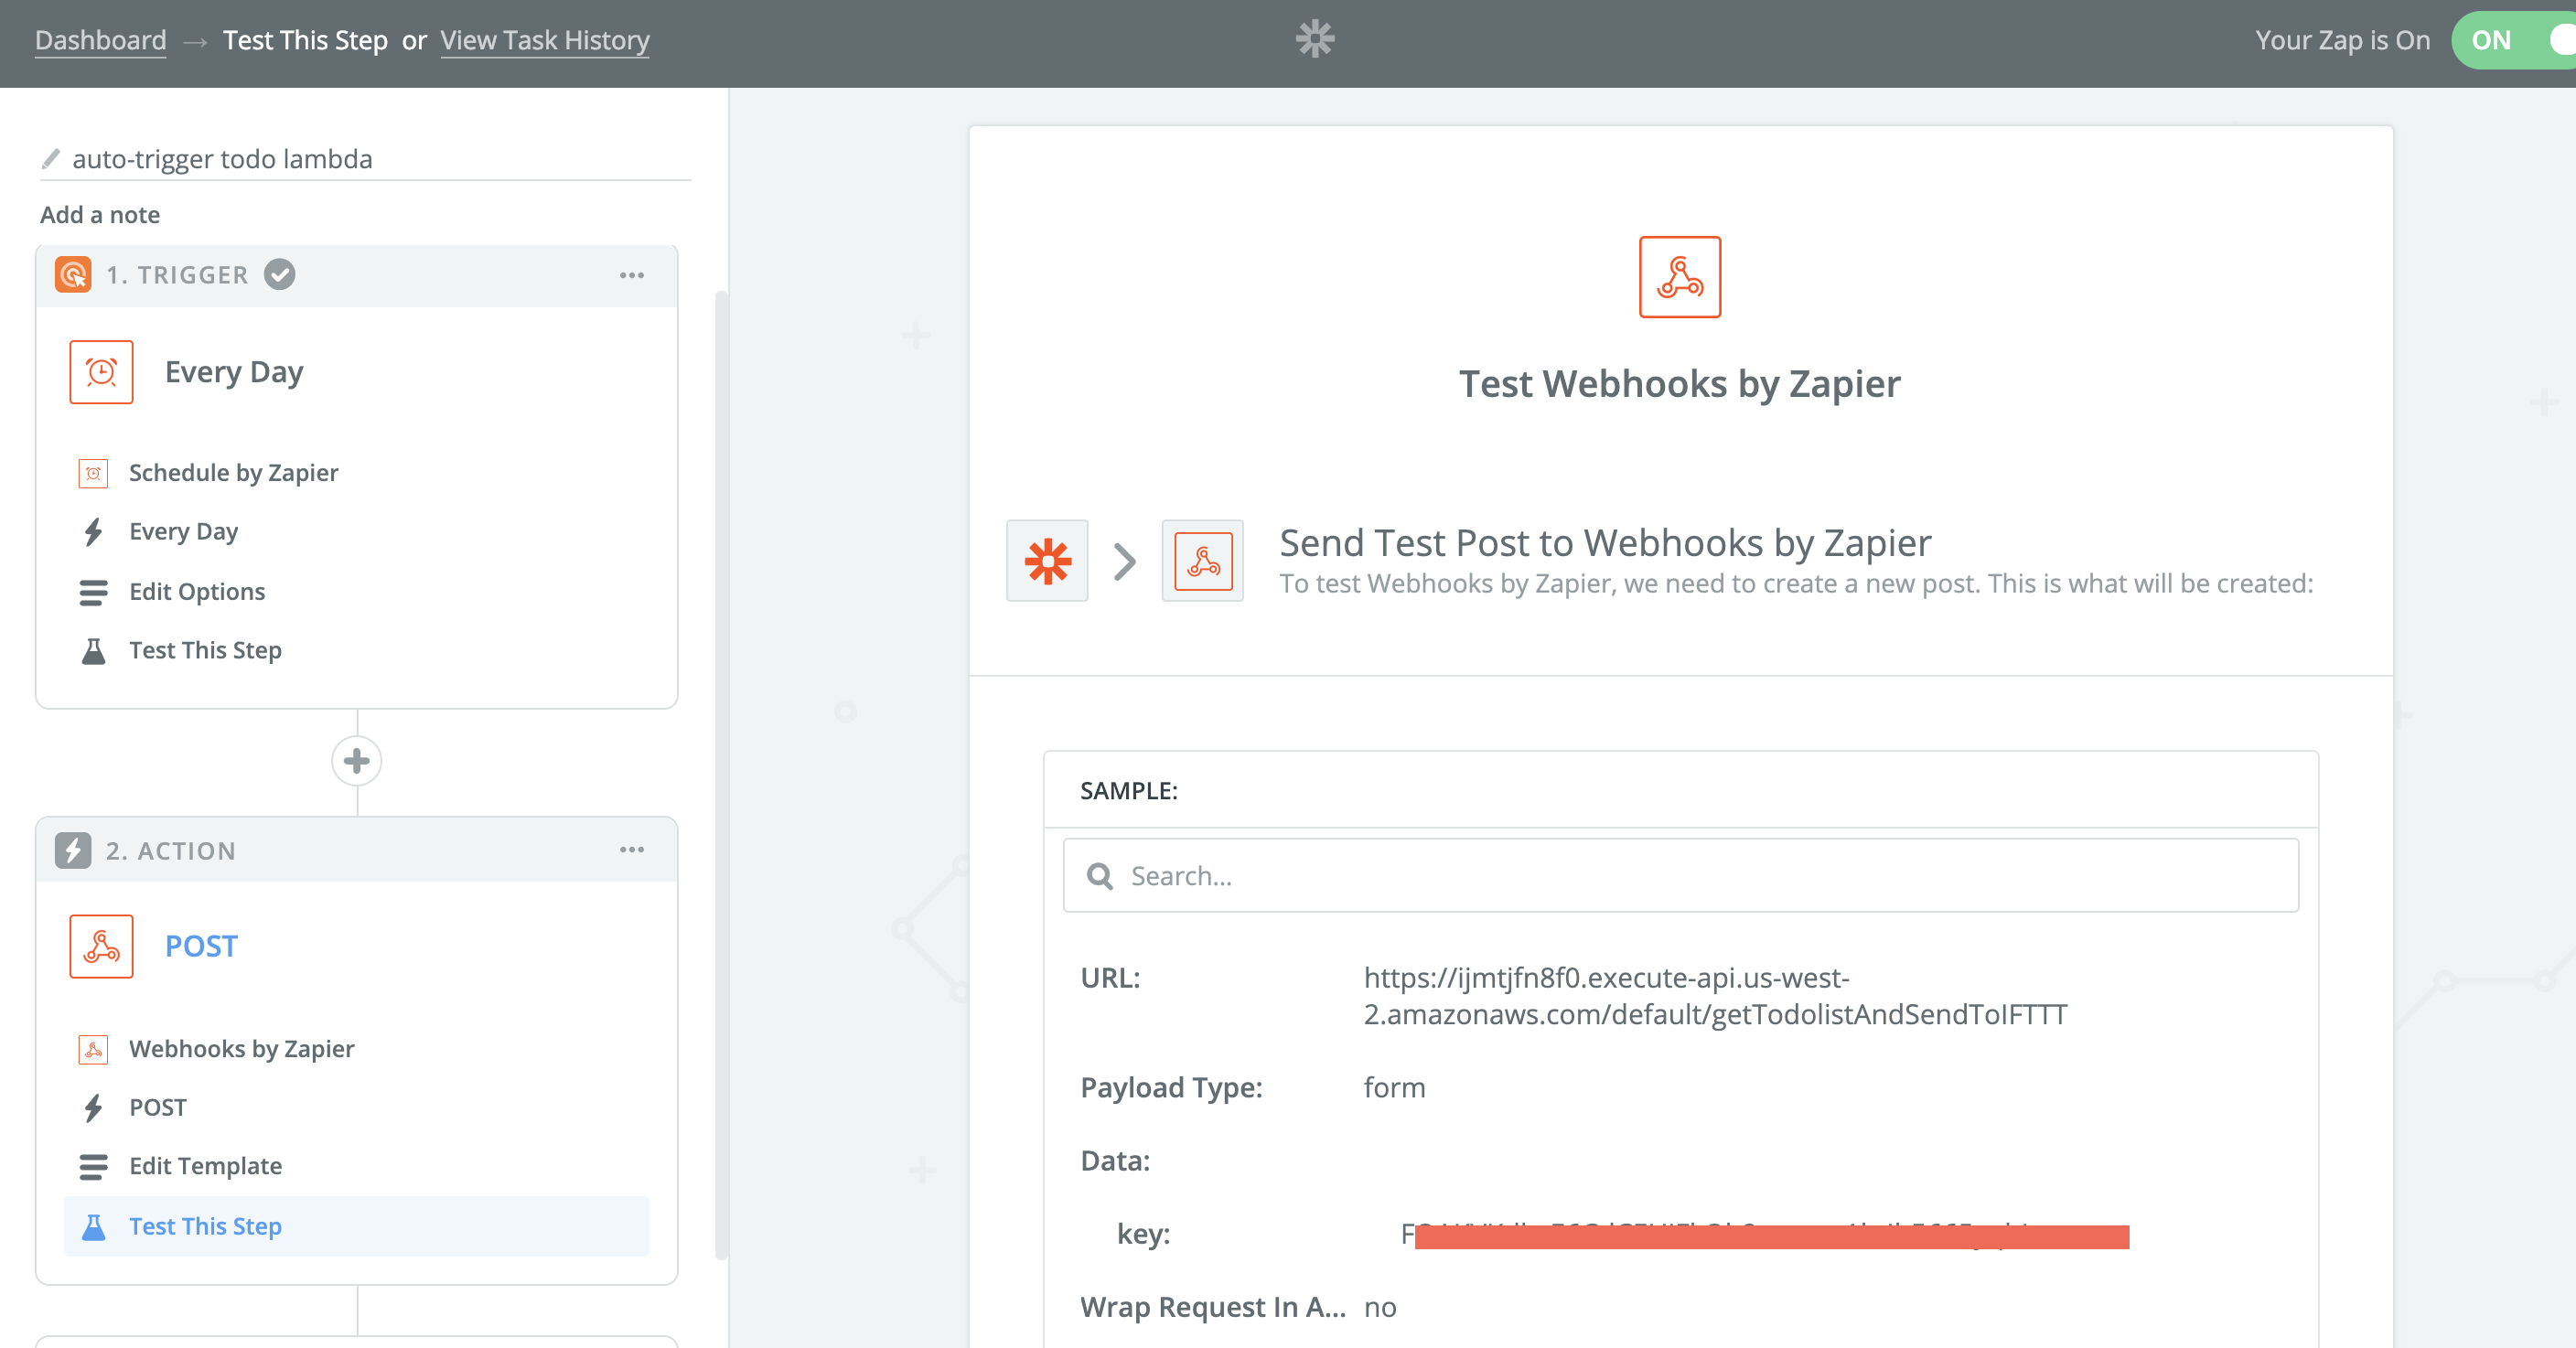 Dashboard → Test This Step or View Task History
Your Zap is On ON
auto-trigger todo lambda
Add a note
1. TRIGGER
Every Day
Schedule by Zapier
Every Day
Edit Options
Test This Step
2. ACTION
POST
Webhooks by Zapier
POST
Edit Template
Test This Step
Test Webhooks by Zapier
Send Test Post to Webhooks by Zapier
To test Webhooks by Zapier, we need to create a new post. This is what will be created:
SAMPLE:
Search...
URL: https://ijmtjfn8f0.execute-api.us-west-
2.amazonaws.com/default/getTodolistAndSendToIFTTT
Payload Type: form
Data:
key:
Wrap Request In A... no